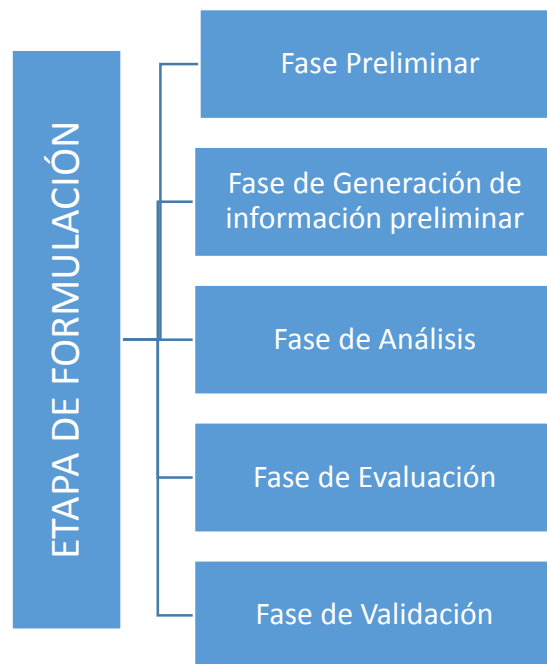 ETAPA DE FORMULACIÓN
Fase Preliminar
Fase de Generación de
información preliminar
Fase de Análisis
Fase de Evaluación
Fase de Validación